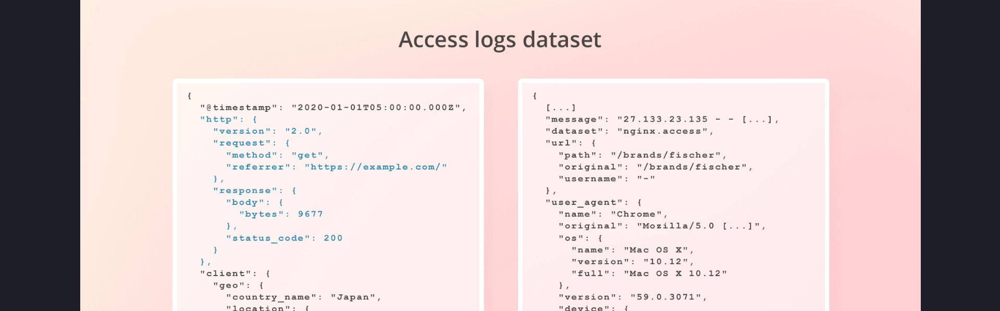 Access logs dataset
{
"@timestamp": "2020-01-01T05:00:00.000Z",
"http": {
"version": "2.0",
"request": {
"method": "get",
"referrer": "https://example.com/"
},
"response": {
"body": {
"bytes": 9677
},
"status_code": 200
}
},
"client": {
"geo": {
"country_name": "Japan",
"location": {
{
[...]
"message": "27.133.23.135 - - [...],
"dataset": "nginx.access",
"url": {
"path": "/brands/fischer",
"original": "/brands/fischer",
"username": "-"
},
"user_agent": {
"name": "Chrome",
"original": "Mozilla/5.0 [...]",
"os": {
"name": "Mac OS X",
"version": "10.12",
"full": "Mac OS X 10.12"
},
"version": "59.0.3071",
"device": {